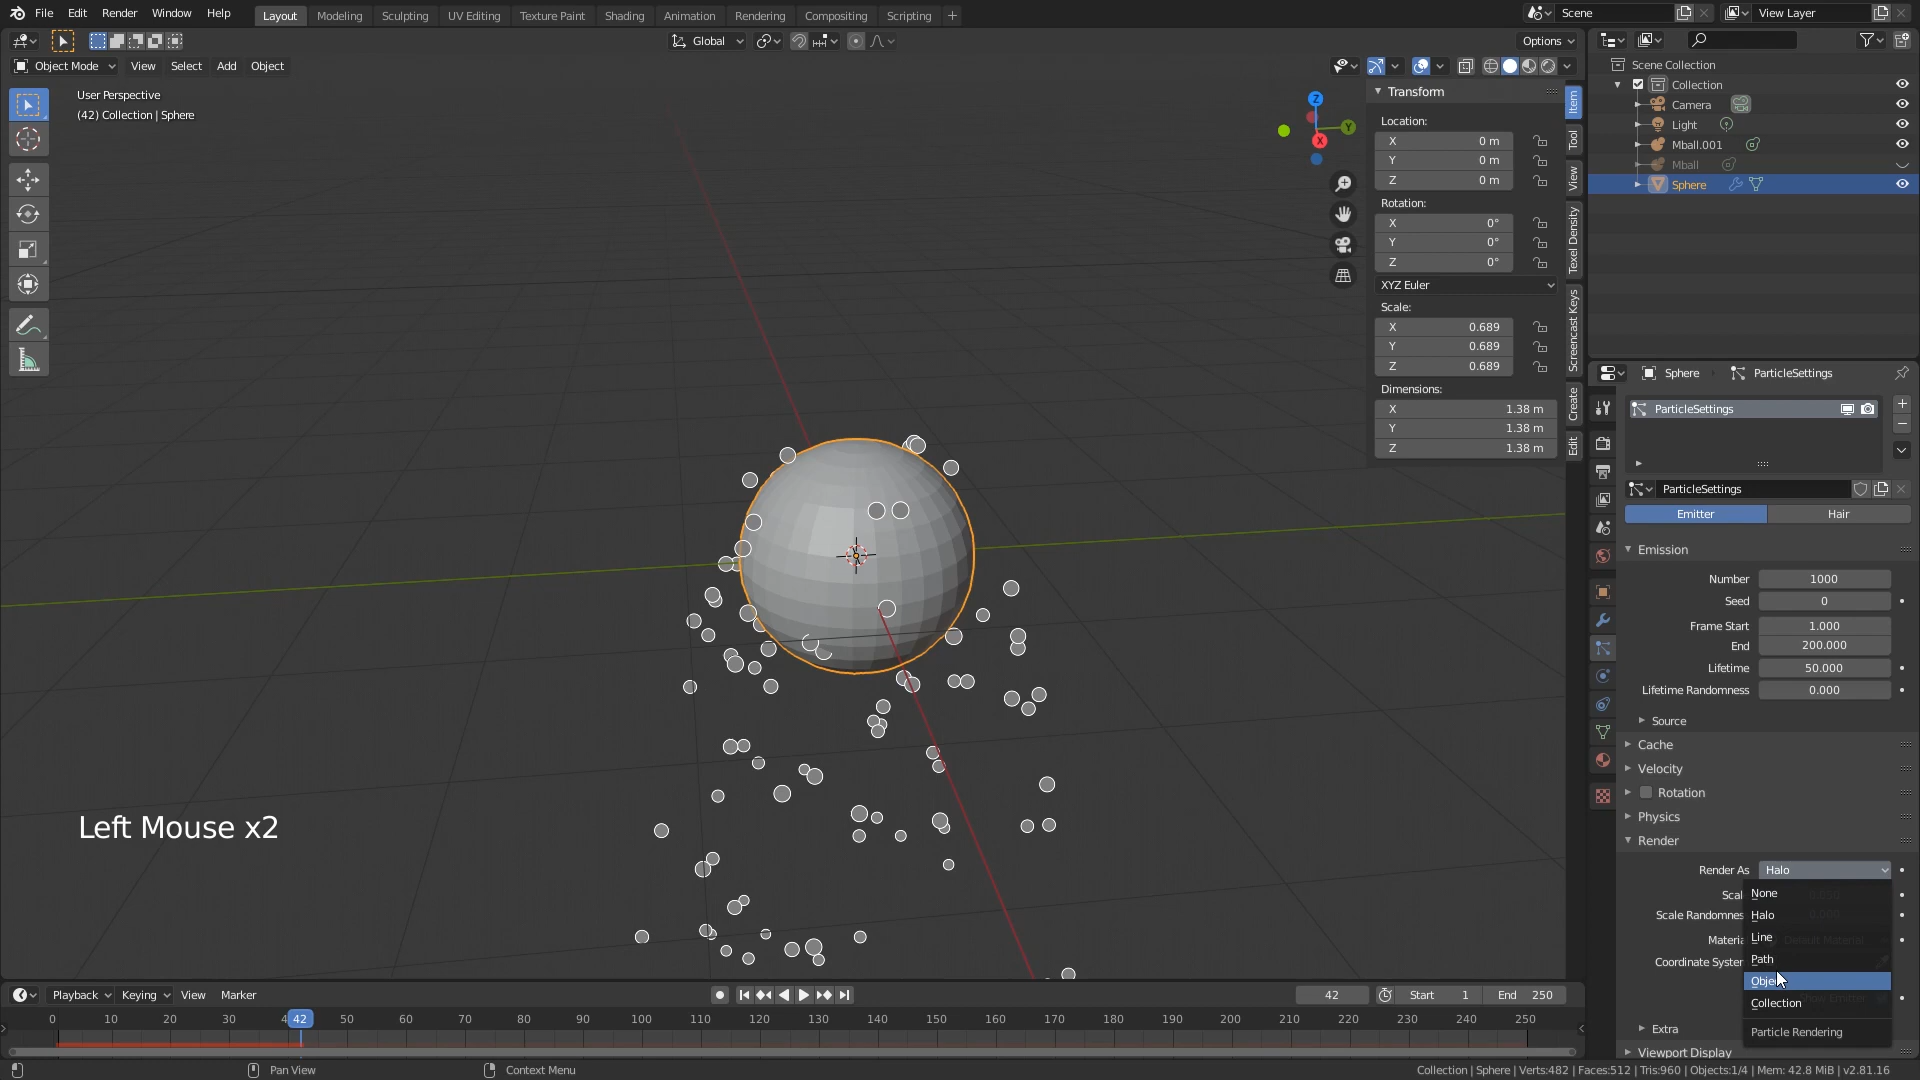 File Edit Render Window Help Layout Modeling Sculpting UV Editing Texture Paint Shading Animation Rendering Compositing Scripting + Scene View Layer
Global Options
Object Mode View Select Add Object
User Perspective
(42) Collection | Sphere
Z
Y
X
Transform
Location:
X 0 m
Y 0 m
Z 0 m
Rotation:
X 0°
Y 0°
Z 0°
XYZ Euler
Scale:
X 0.689
Y 0.689
Z 0.689
Dimensions:
X 1.38 m
Y 1.38 m
Z 1.38 m
Item
Tool
View
Texel Density
Screencast Keys
Create
Edit
Scene Collection
Collection
Camera
Light
Mball.001
Mball
Sphere
Sphere ParticleSettings
ParticleSettings
ParticleSettings
Emitter Hair
Emission
Number 1000
Seed 0
Frame Start 1.000
End 200.000
Lifetime 50.000
Lifetime Randomness 0.000
Source
Cache
Velocity
Rotation
Physics
Render
Render As Halo
None
Scal
Scale Randomnes
Halo
Line
Materia
Default Material
Coordinate System
Path
Obje
Collection
Extra
Particle Rendering
Viewport Display
Left Mouse x2
Playback Keying View Marker 42 Start 1 End 250
0 10 20 30 4 42 50 60 70 80 90 100 110 120 130 140 150 160 170 180 190 200 210 220 230 240 250
Pan View Context Menu Collection | Sphere | Verts:482 | Faces:512 | Tris:960 | Objects:1/4 | Mem: 42.8 MiB | v2.81.16